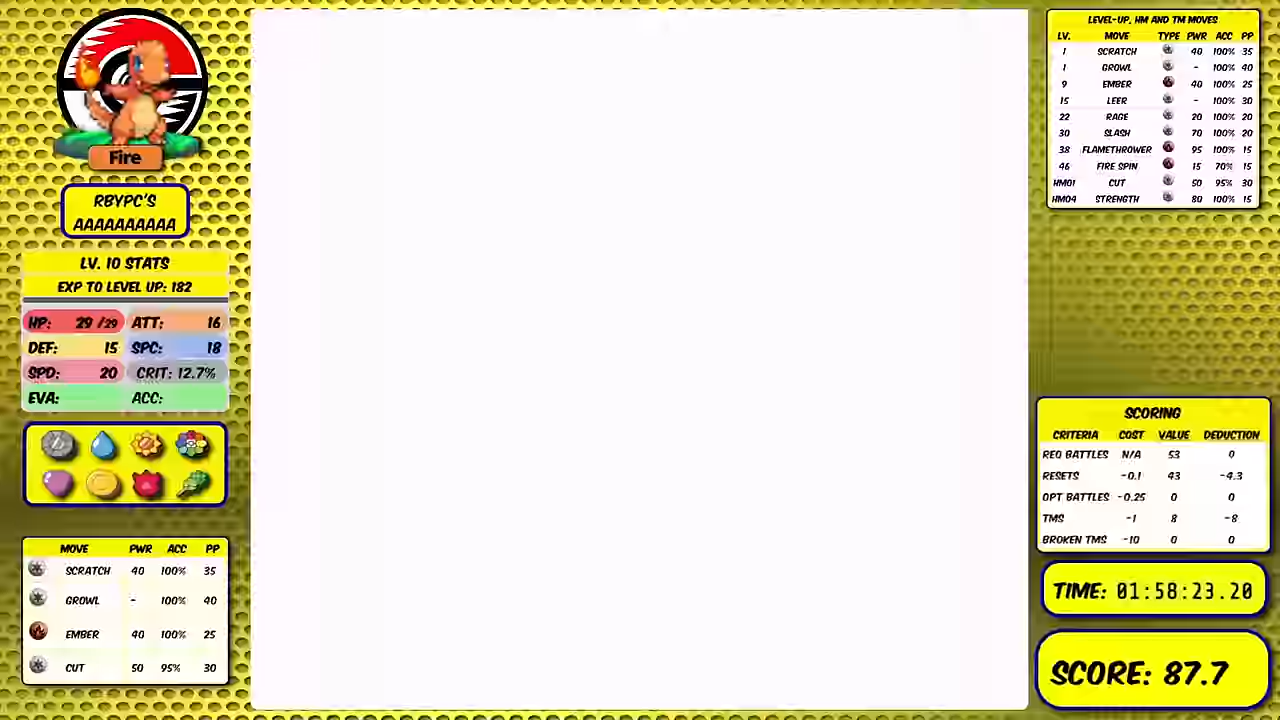 Fire
RBYPC'S
AAAAAAAAAA
LV. 10 STATS
EXP TO LEVEL UP: 182
HP: 29 /29 ATT: 16
DEF: 15 SPC: 18
SPD: 20 CRIT: 12.7%
EVA: ACC:
MOVE PWR ACC PP
SCRATCH 40 100% 35
GROWL - 100% 40
EMBER 40 100% 25
CUT 50 95% 30
LEVEL-UP, HM AND TM MOVES
LV. MOVE TYPE PWR ACC PP
1 SCRATCH 40 100% 35
1 GROWL - 100% 40
9 EMBER 40 100% 25
15 LEER - 100% 30
22 RAGE 20 100% 20
30 SLASH 70 100% 20
38 FLAMETHROWER 95 100% 15
46 FIRE SPIN 15 70% 15
HM01 CUT 50 95% 30
HM04 STRENGTH 80 100% 15
SCORING
CRITERIA COST VALUE DEDUCTION
REQ BATTLES N/A 53 0
RESETS -0.1 43 -4.3
OPT BATTLES -0.25 0 0
TMS -1 8 -8
BROKEN TMS -10 0 0
TIME: 01:58:23.20
SCORE: 87.7